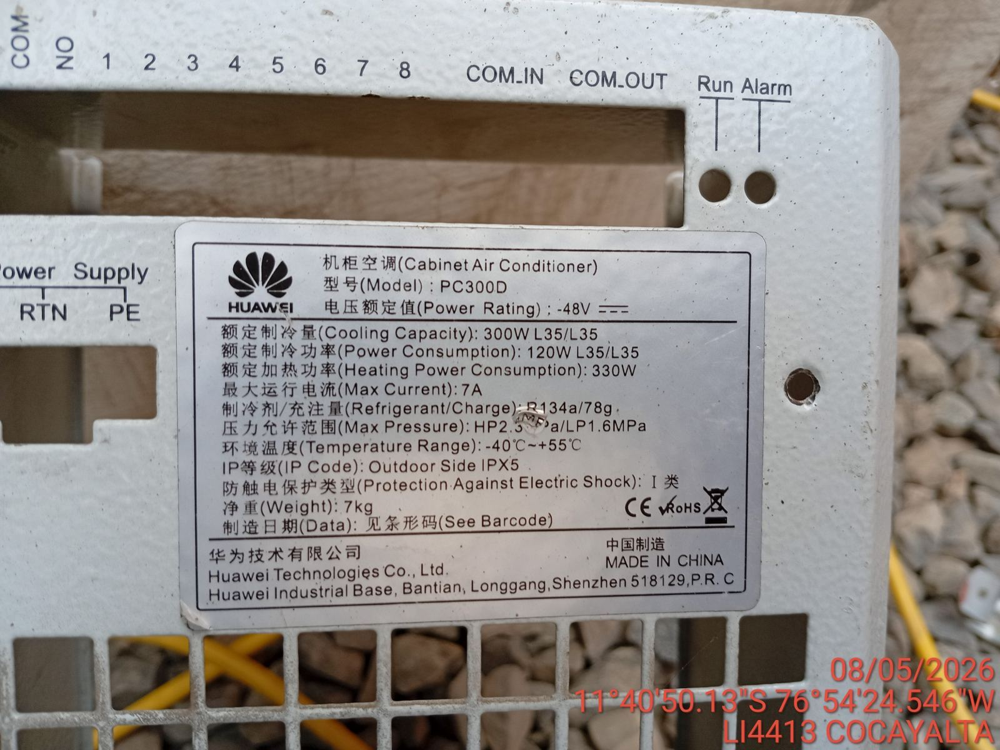 COM NO 1 2 3 4 5 6 7 8 COM_IN COM_OUT Run Alarm
Power Supply
RTN PE
HUAWEI
机柜空调(Cabinet Air Conditioner)
型号(Model) : PC300D
电压额定值(Power Rating) : -48V
额定制冷量(Cooling Capacity): 300W L35/L35
额定制冷功率(Power Consumption): 120W L35/L35
额定加热功率(Heating Power Consumption): 330W
最大运行电流(Max Current): 7A
制冷剂/充注量(Refrigerant/Charge): R134a/78g
压力允许范围(Max Pressure): /LP1.6MPa
环境温度(Temperature Range): -40℃~+55℃
IP等级(IP Code): Outdoor Side IPX5
防触电保护类型(Protection Against Electric Shock): I 类
净重(Weight): 7kg
CE RoHS
制造日期(Data): 见条形码(See Barcode)
华为技术有限公司
中国制造
MADE IN CHINA
Huawei Technologies Co., Ltd.
Huawei Industrial Base, Bantian, Longgang, Shenzhen 518129, P.R. C
08/05/2026
11°40'50.13"S 76°54'24.546"W
LI4413 COCAYALTA